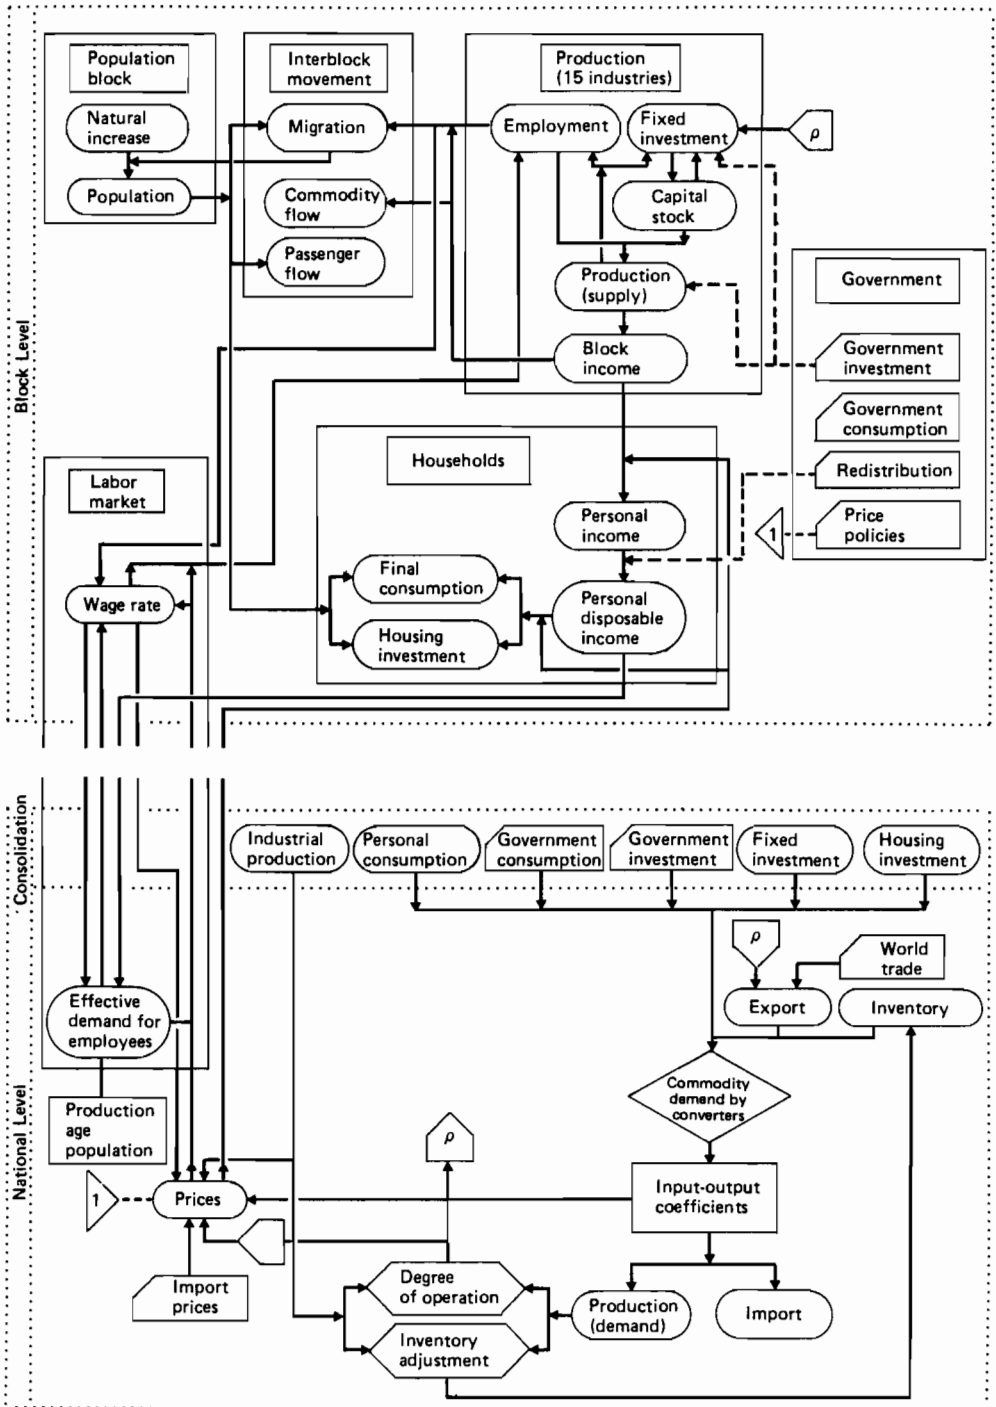 Block Level
Population
block
Natural
increase
Population
Interblock
movement
Migration
Commodity
flow
Passenger
flow
Production
(15 industries)
Employment
Fixed
investment
ρ
Capital
stock
Production
(supply)
Block
income
Government
Government
investment
Government
consumption
Redistribution
1
Price
policies
Households
Personal
income
Final
consumption
Housing
investment
Personal
disposable
income
Labor
market
Wage rate
Consolidation
Industrial
production
Personal
consumption
Government
consumption
Government
investment
Fixed
investment
Housing
investment
National Level
ρ
World
trade
Export
Inventory
Effective
demand for
employees
Commodity
demand by
converters
Production
age
population
ρ
1
Prices
Input-output
coefficients
Import
prices
Degree
of operation
Inventory
adjustment
Production
(demand)
Import